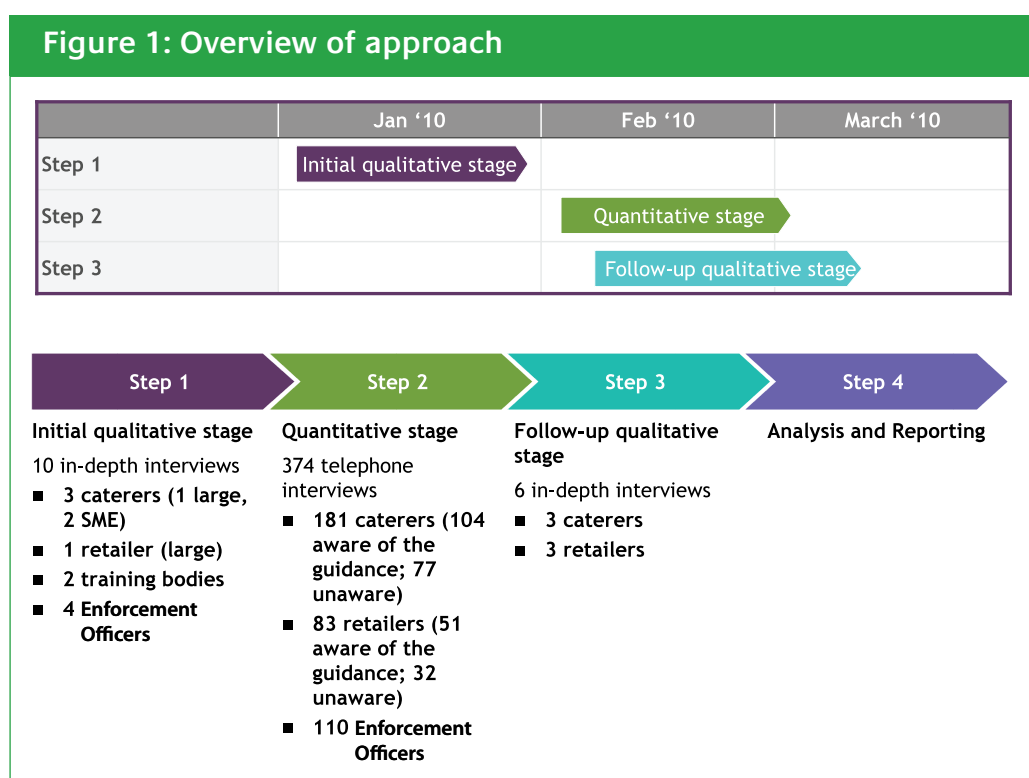 Figure 1: Overview of approach
Jan ‘10
Feb ‘10
March ‘10
Step 1
Initial qualitative stage
Step 2
Quantitative stage
Step 3
Follow-up qualitative stage
Step 1
Step 2
Step 3
Step 4
Initial qualitative stage
10 in-depth interviews
■ 3 caterers (1 large,
2 SME)
■ 1 retailer (large)
■ 2 training bodies
■ 4 Enforcement
Officers
Quantitative stage
374 telephone
interviews
■ 181 caterers (104
aware of the
guidance; 77
unaware)
■ 83 retailers (51
aware of the
guidance; 32
unaware)
■ 110 Enforcement
Officers
Follow-up qualitative
stage
6 in-depth interviews
■ 3 caterers
■ 3 retailers
Analysis and Reporting